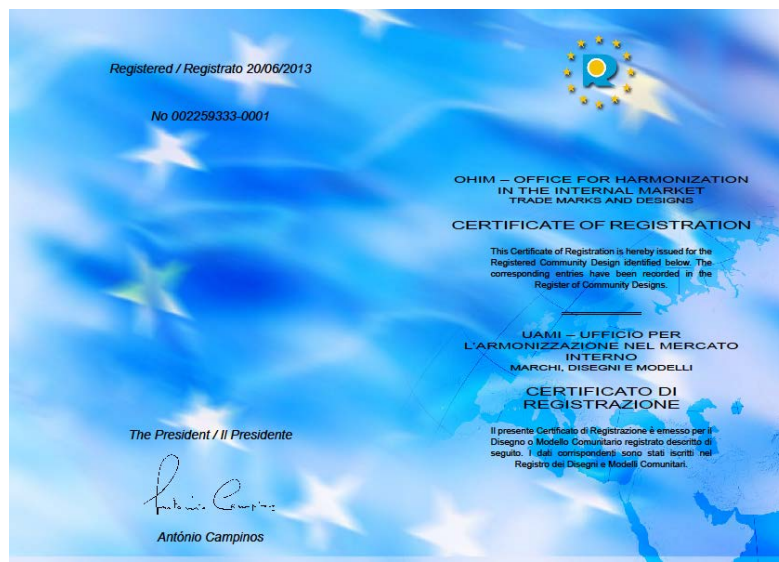 Registered / Registrato 20/06/2013
No 002259333-0001
The President / Il Presidente
António Campinos
OHIM – OFFICE FOR HARMONIZATION
IN THE INTERNAL MARKET
TRADE MARKS AND DESIGNS
CERTIFICATE OF REGISTRATION
This Certificate of Registration is hereby issued for the
Registered Community Design identified below. The
corresponding entries have been recorded in the
Register of Community Designs.
UAMI – UFFICIO PER
L'ARMONIZZAZIONE NEL MERCATO
INTERNO
MARCHI, DISEGNI E MODELLI
CERTIFICATO DI
REGISTRAZIONE
Il presente Certificato di Registrazione è emesso per il
Disegno o Modello Comunitario registrato descritto di
seguito. I dati corrispondenti sono stati iscritti nel
Registro dei Disegni e Modelli Comunitari.